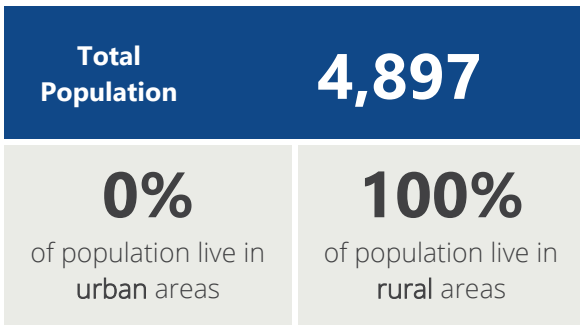 Total
Population
4,897
0%
of population live in
urban areas
100%
of population live in
rural areas